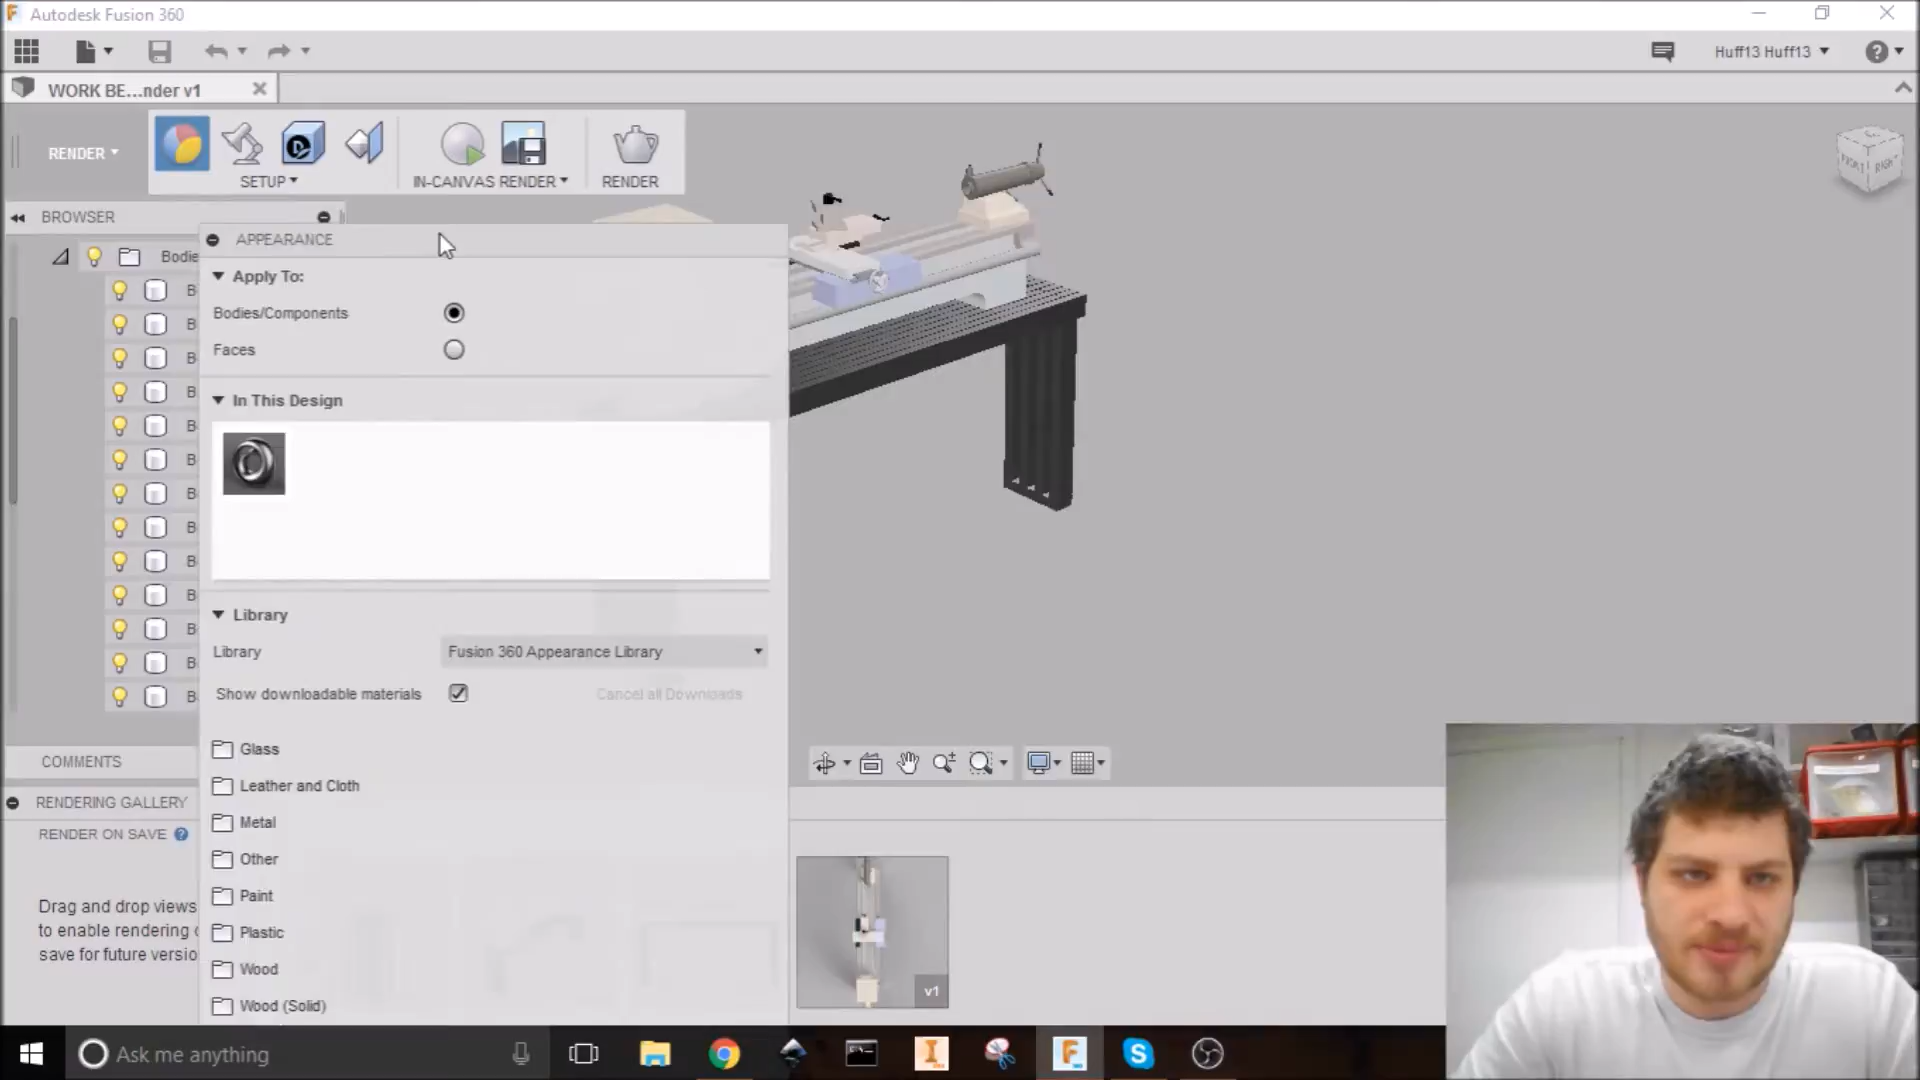 Autodesk Fusion 360
Huff13 Huff13
WORK BE...nder v1
RENDER
SETUP
IN-CANVAS RENDER
RENDER
FRONT RIGHT
BROWSER
APPEARANCE
Bodie
Apply To:
Bodies/Components
Faces
B
B
B
B
B
B
B
B
B
B
B
B
B
In This Design
Library
Library
Fusion 360 Appearance Library
Show downloadable materials
Cancel all Downloads
Glass
Leather and Cloth
Metal
Other
Paint
Plastic
Wood
Wood (Solid)
COMMENTS
RENDERING GALLERY
RENDER ON SAVE
Drag and drop views
to enable rendering o
save for future versio
v1
Ask me anything